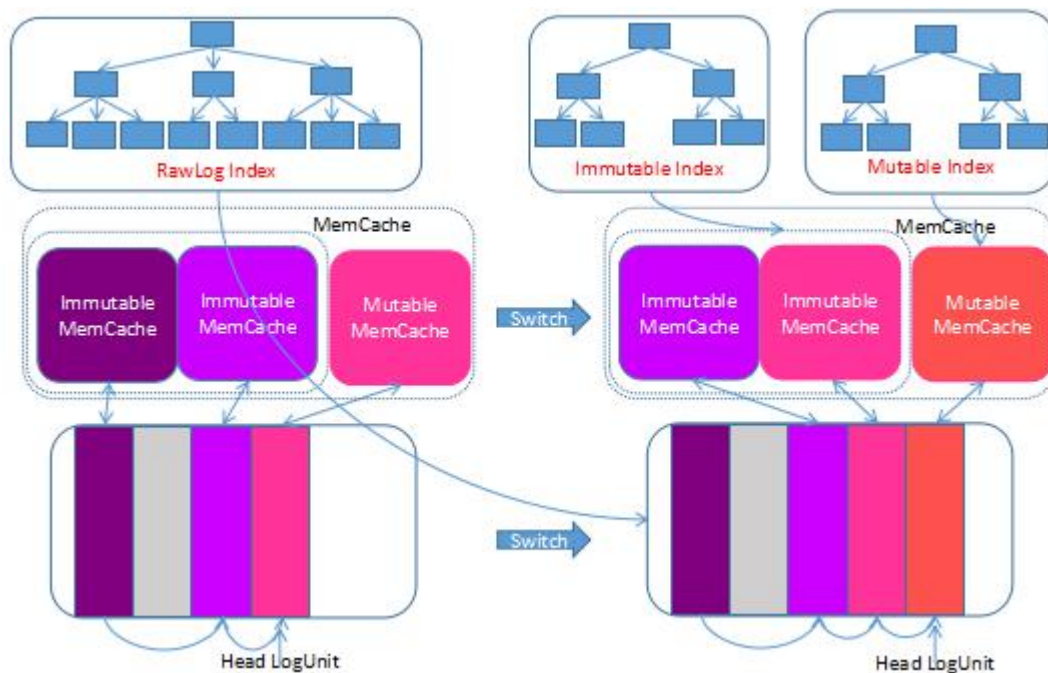 RawLog Index
Immutable Index
Mutable Index
MemCache
MemCache
Immutable
MemCache
Immutable
MemCache
Mutable
MemCache
Switch
Immutable
MemCache
Immutable
MemCache
Mutable
MemCache
Switch
Head LogUnit
Head LogUnit